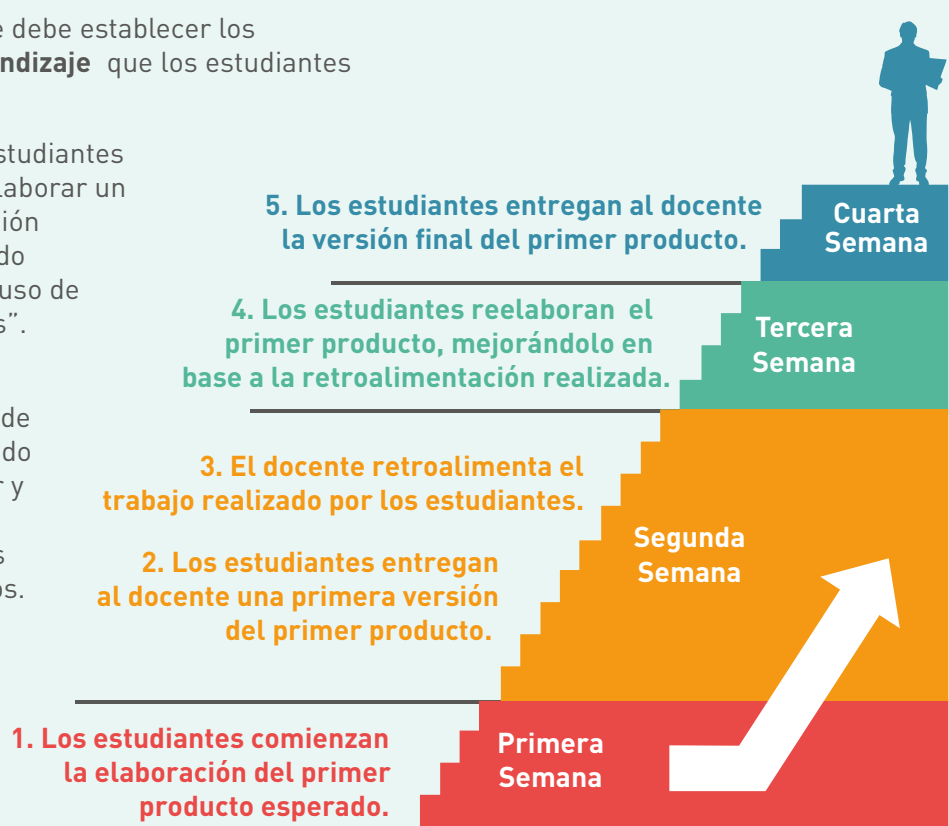 e debe establecer los
ndizaje que los estudiantes
studiantes
laborar un
ión
do
uso de
s”.
de
do
r y
s
os.
5. Los estudiantes entregan al docente
la versión final del primer producto.
Cuarta
Semana
4. Los estudiantes reelaboran el
primer producto, mejorándolo en
base a la retroalimentación realizada.
Tercera
Semana
3. El docente retroalimenta el
trabajo realizado por los estudiantes.
2. Los estudiantes entregan
al docente una primera versión
del primer producto.
Segunda
Semana
1. Los estudiantes comienzan
la elaboración del primer
producto esperado.
Primera
Semana